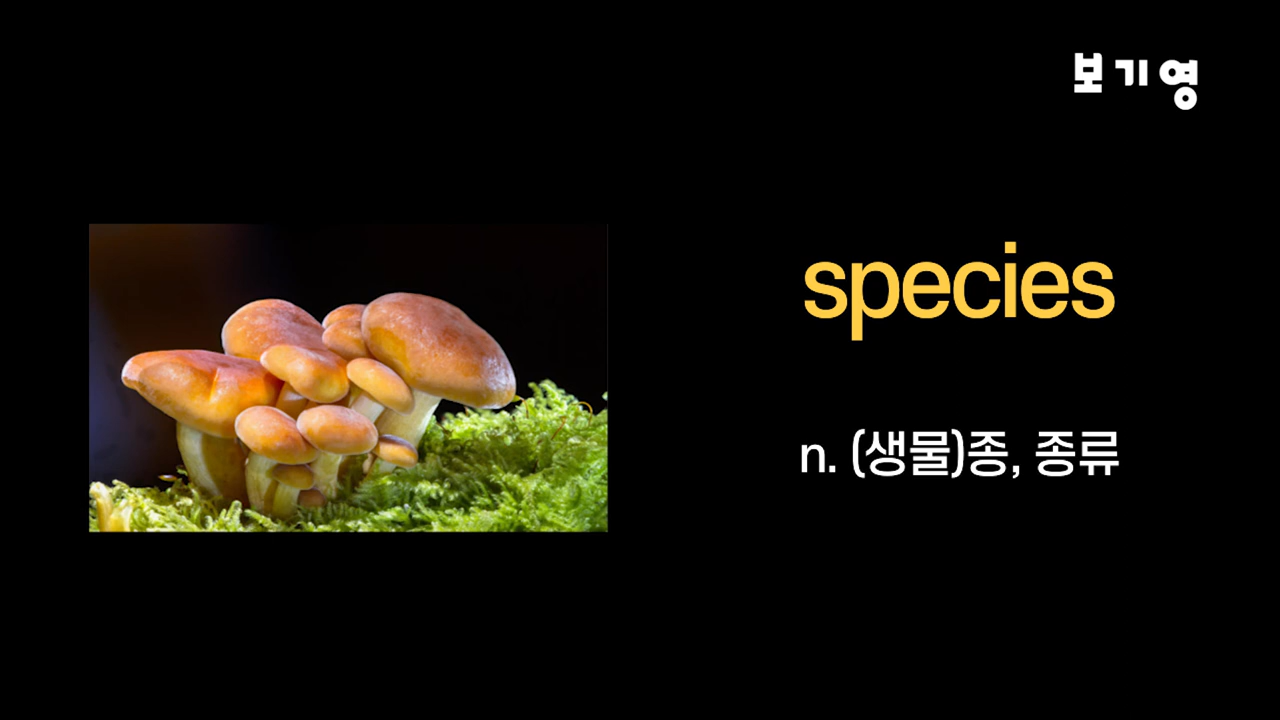 보기영
species
n. (생물)종, 종류